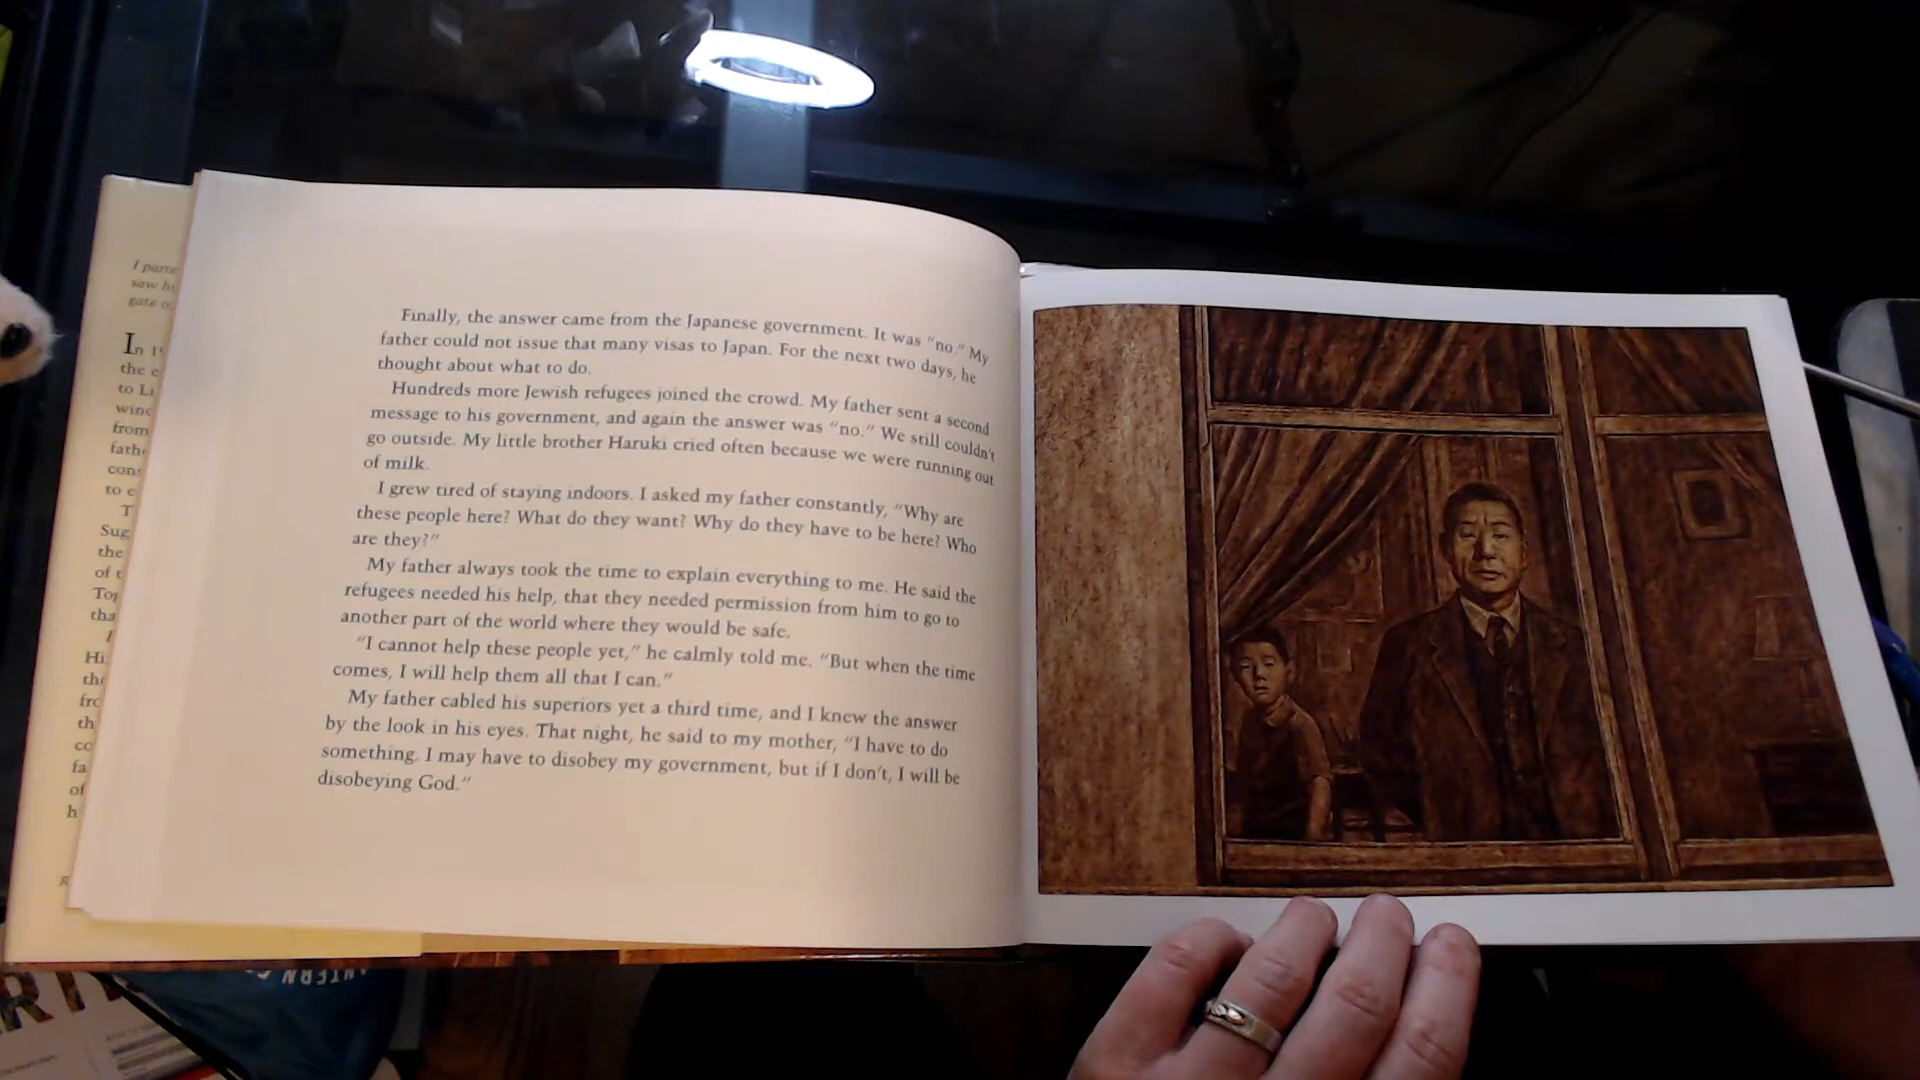 I
saw
gate
In
the
to
from
to
Finally, the answer came from the Japanese government. It was “no.” My
father could not issue that many visas to Japan. For the next two days, he
thought about what to do.
Hundreds more Jewish refugees joined the crowd. My father sent a second
message to his government, and again the answer was “no.” We still couldn’t
go outside. My little brother Haruki cried often because we were running out
of milk.
I grew tired of staying indoors. I asked my father constantly, “Why are
these people here? What do they want? Why do they have to be here? Who
are they?”
My father always took the time to explain everything to me. He said the
refugees needed his help, that they needed permission from him to go to
another part of the world where they would be safe.
“I cannot help these people yet,” he calmly told me. “But when the time
comes, I will help them all that I can.”
My father cabled his superiors yet a third time, and I knew the answer
by the look in his eyes. That night, he said to my mother, “I have to do
something. I may have to disobey my government, but if I don’t, I will be
disobeying God.”